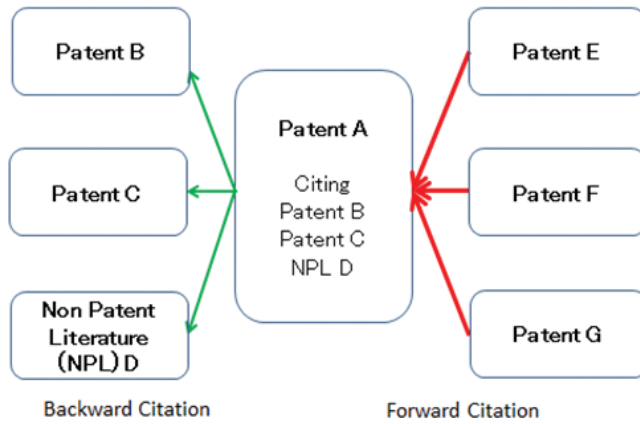 Patent B
Patent C
Non Patent
Literature
(NPL) D
Patent A
Citing
Patent B
Patent C
NPL D
Patent E
Patent F
Patent G
Backward Citation
Forward Citation